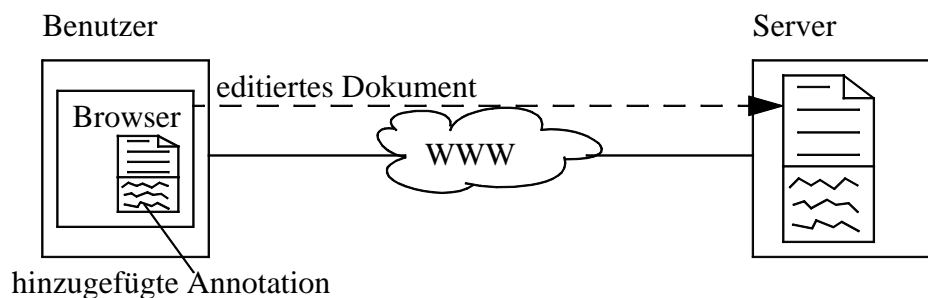 Benutzer
Server
editiertes Dokument
Browser
WWW
hinzugefügte Annotation